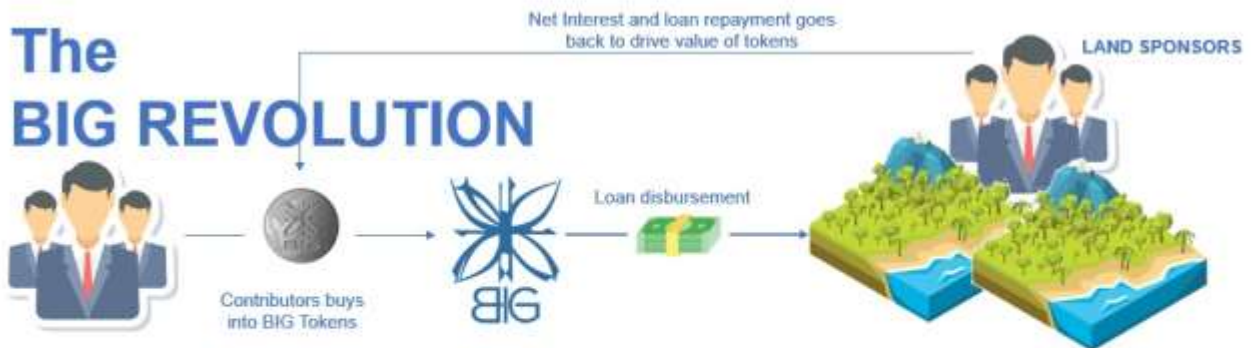 The
BIG REVOLUTION
Net Interest and loan repayment goes
back to drive value of tokens
LAND SPONSORS
Loan disbursement
BIG
BIG
Contributors buys
into BIG Tokens